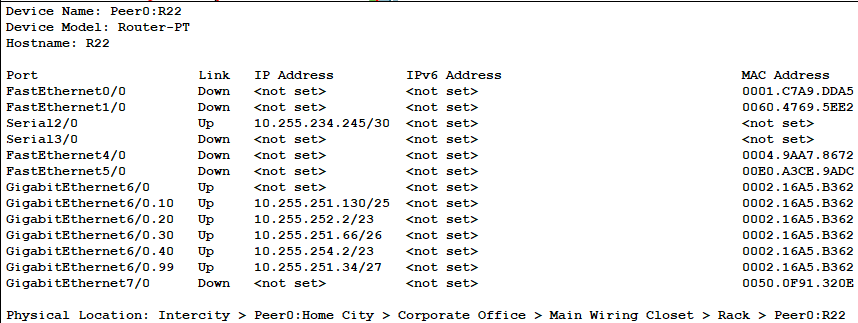 Device Name: Peer0:R22
Device Model: Router-PT
Hostname: R22
Port Link IP Address IPv6 Address MAC Address
FastEthernet0/0 Down <not set> <not set> 0001.C7A9.DDA5
FastEthernet1/0 Down <not set> <not set> 0060.4769.5EE2
Serial2/0 Up 10.255.234.245/30 <not set> <not set>
Serial3/0 Down <not set> <not set> <not set>
FastEthernet4/0 Down <not set> <not set> 0004.9AA7.8672
FastEthernet5/0 Down <not set> <not set> 00E0.A3CE.9ADC
GigabitEthernet6/0 Up <not set> <not set> 0002.16A5.B362
GigabitEthernet6/0.10 Up 10.255.251.130/25 <not set> 0002.16A5.B362
GigabitEthernet6/0.20 Up 10.255.252.2/23 <not set> 0002.16A5.B362
GigabitEthernet6/0.30 Up 10.255.251.66/26 <not set> 0002.16A5.B362
GigabitEthernet6/0.40 Up 10.255.254.2/23 <not set> 0002.16A5.B362
GigabitEthernet6/0.99 Up 10.255.251.34/27 <not set> 0002.16A5.B362
GigabitEthernet7/0 Down <not set> <not set> 0050.0F91.320E
Physical Location: Intercity > Peer0:Home City > Corporate Office > Main Wiring Closet > Rack > Peer0:R22